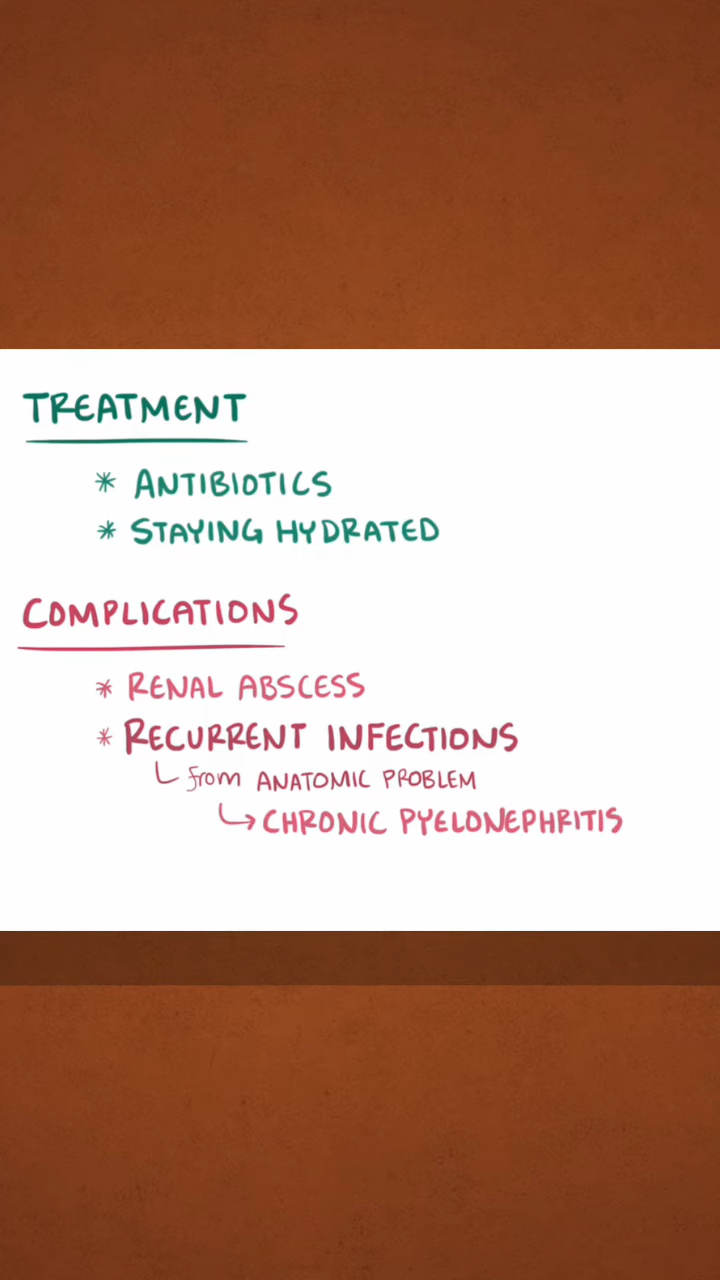 TREATMENT
* ANTIBIOTICS
* STAYING HYDRATED
COMPLICATIONS
* RENAL ABSCESS
* RECURRENT INFECTIONS
from ANATOMIC PROBLEM
CHRONIC PYELONEPHRITIS